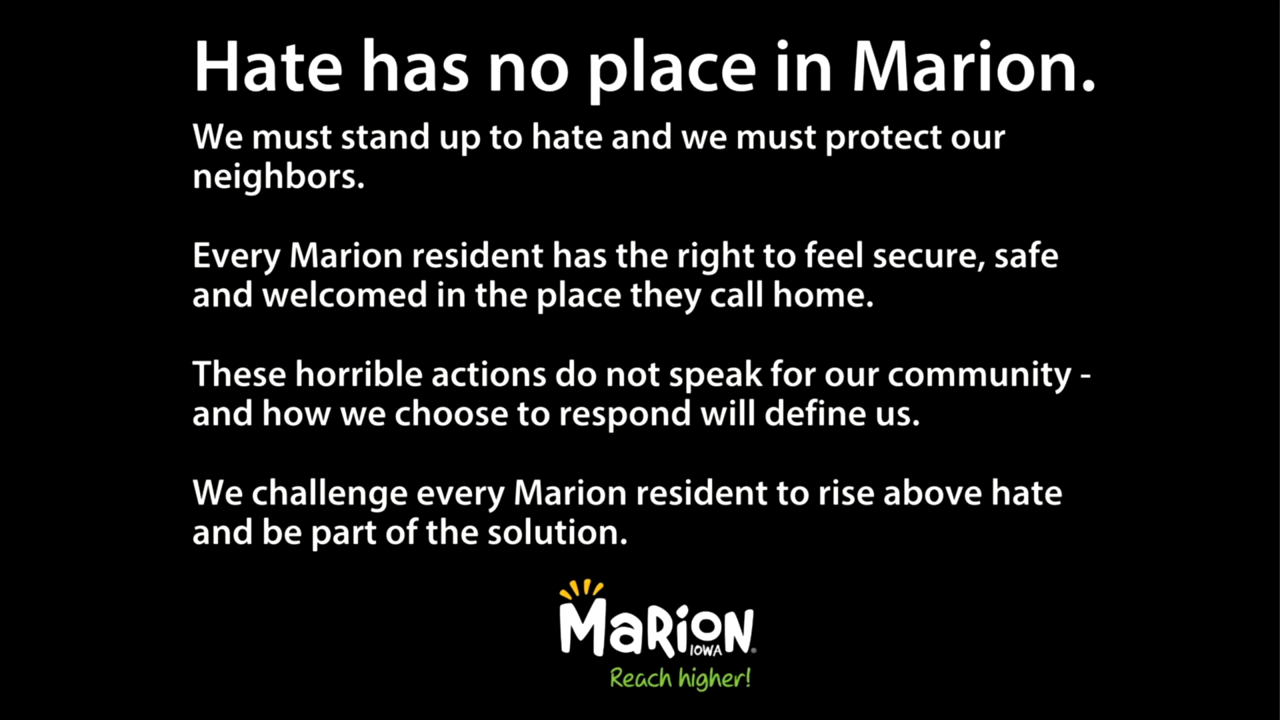 Hate has no place in Marion.
We must stand up to hate and we must protect our
neighbors.
Every Marion resident has the right to feel secure, safe
and welcomed in the place they call home.
These horrible actions do not speak for our community -
and how we choose to respond will define us.
We challenge every Marion resident to rise above hate
and be part of the solution.
MaRioN
IOWA ®
Reach higher!